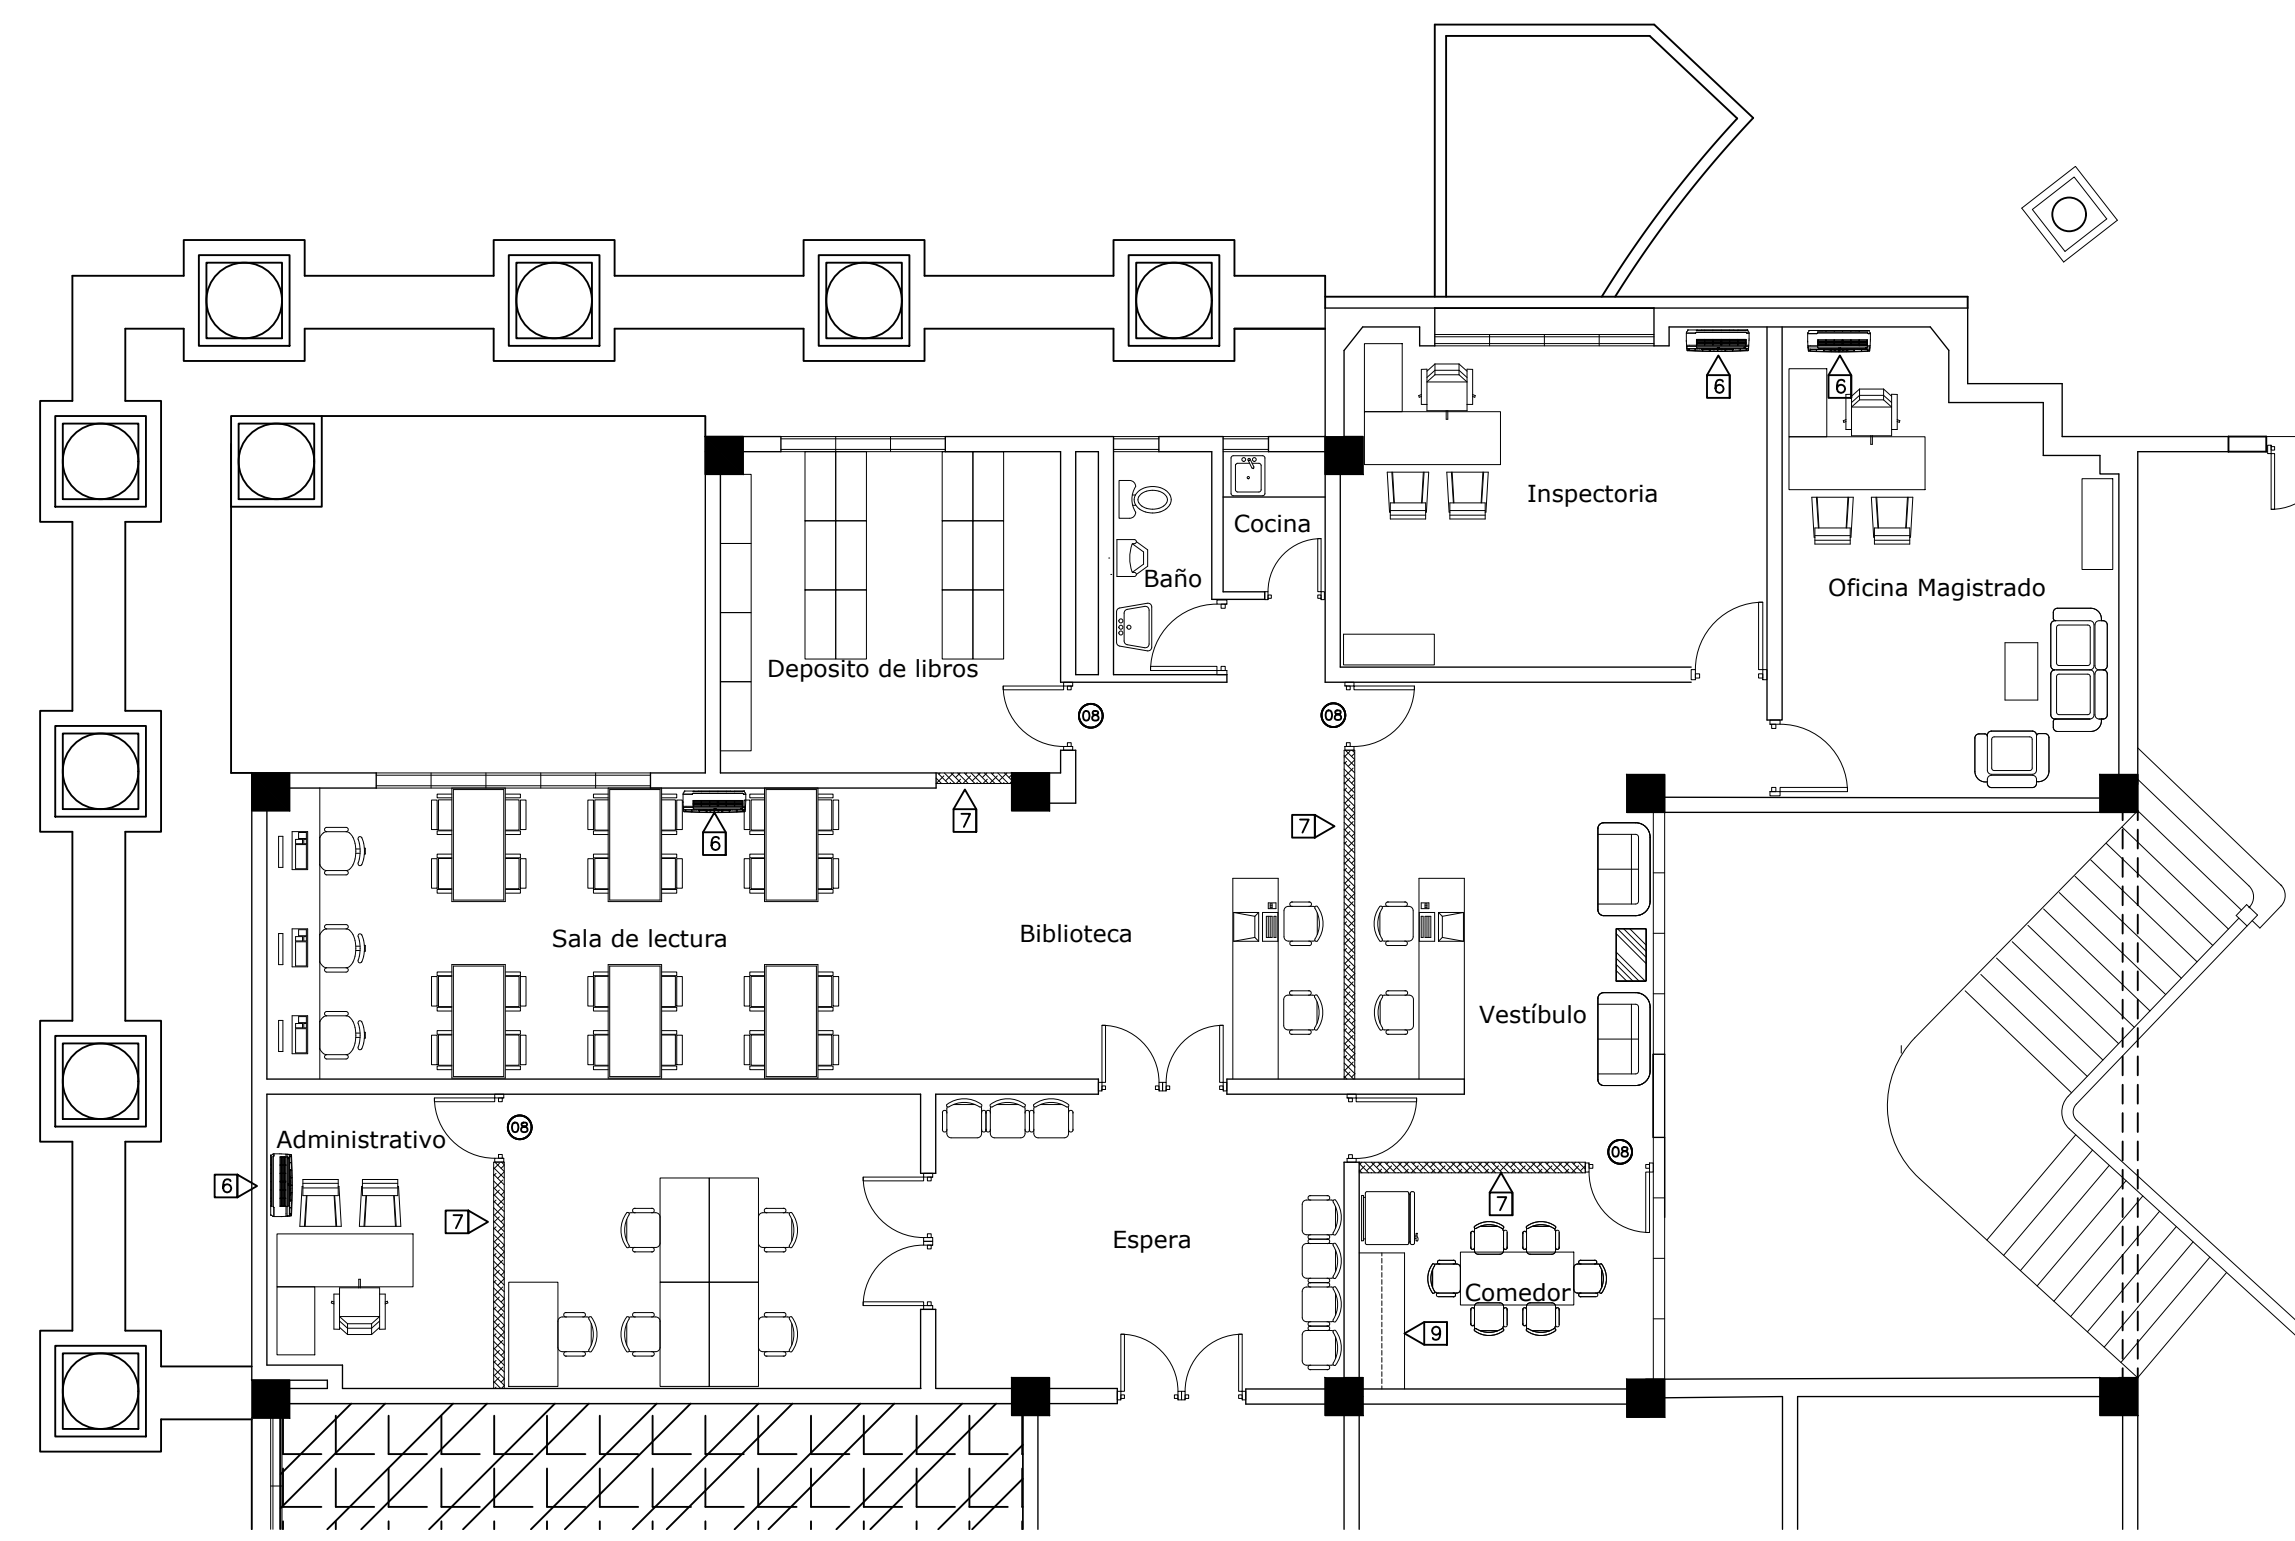 6
6
Inspectoria
Cocina
Baño
Oficina Magistrado
Deposito de libros
08
08
7
7
6
Biblioteca
Sala de lectura
Vestíbulo
08
Administrativo
08
6
7
7
Espera
Comedor
9